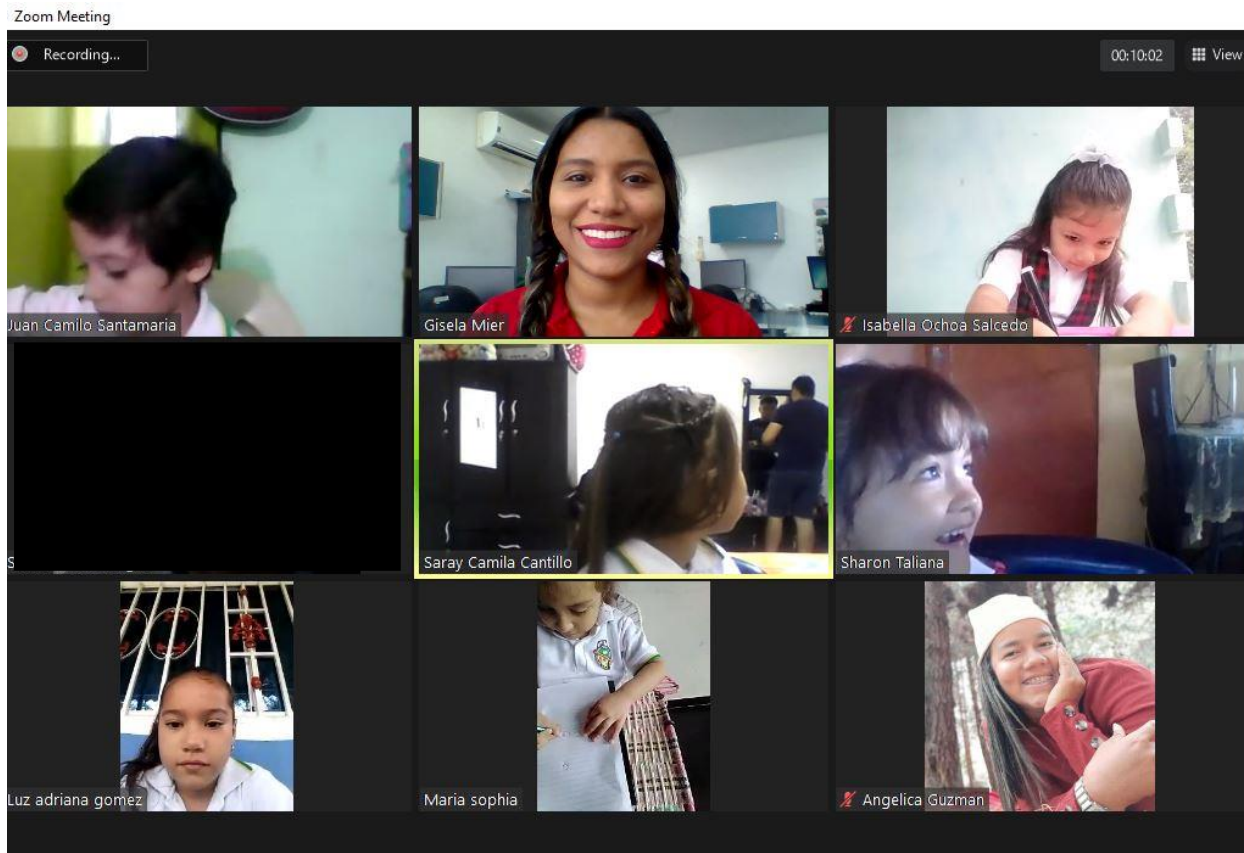 Zoom Meeting
Recording...
00:10:02
View
Juan Camilo Santamaria
Gisela Mier
Isabella Ochoa Salcedo
S
Saray Camila Cantillo
Sharon Taliana
Luz adriana gomez
Maria sophia
Angelica Guzman